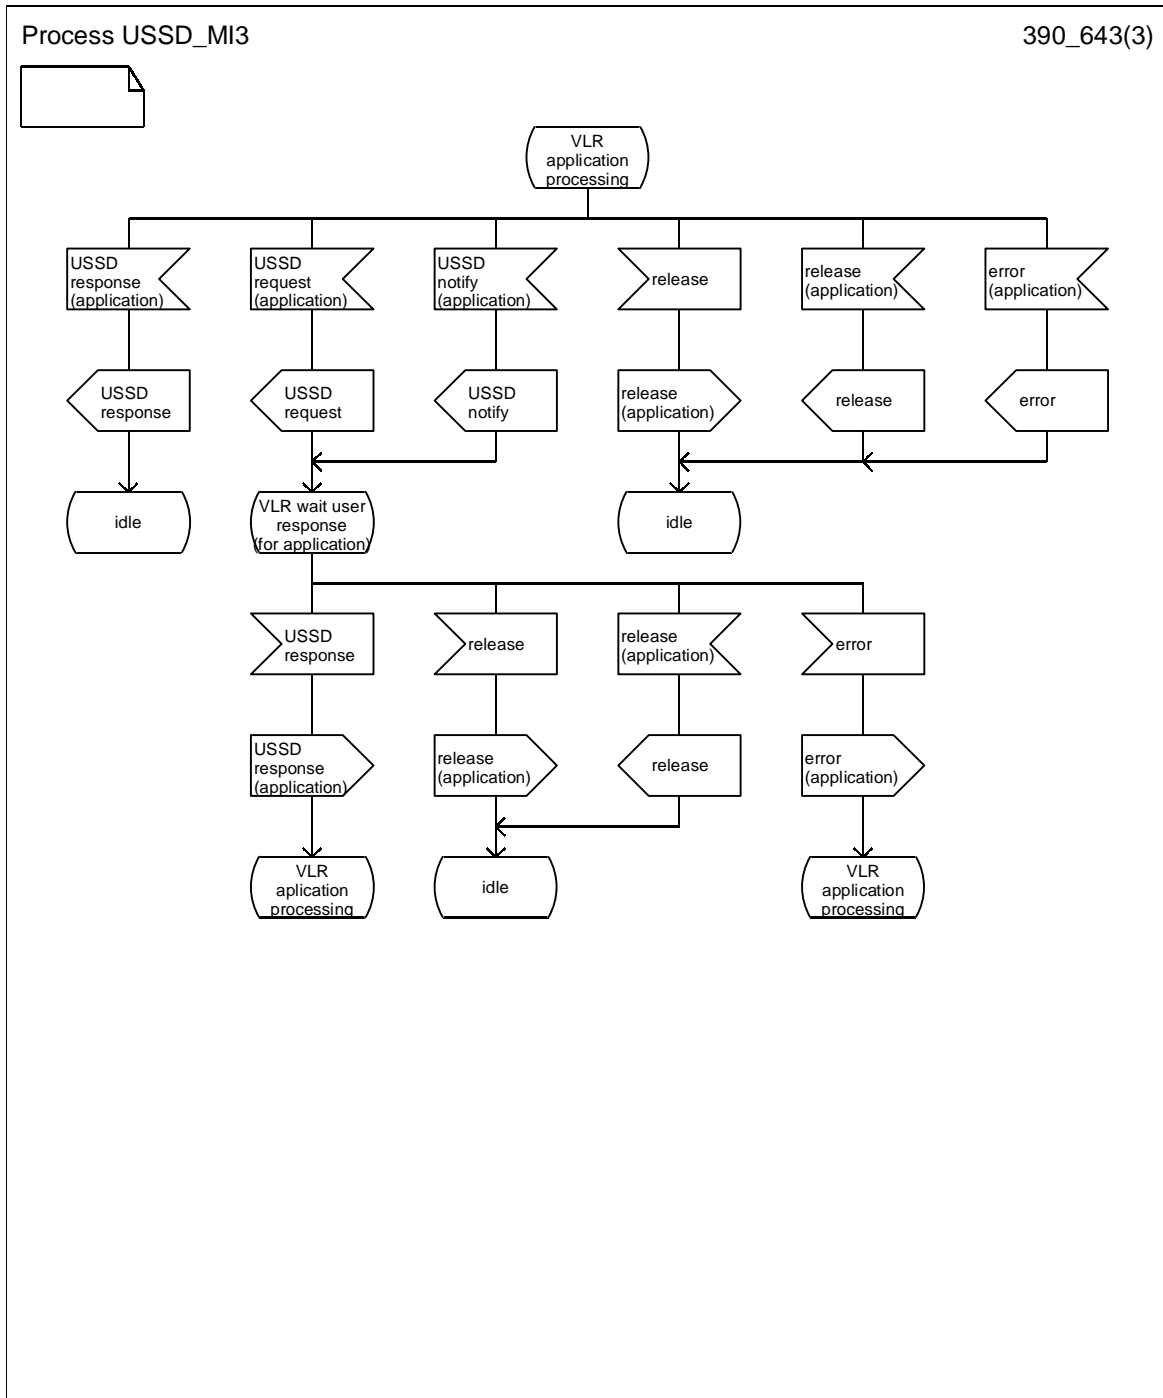 Process USSD_MI3
390_643(3)
VLR
application
processing
USSD
response
(application)
USSD
request
(application)
USSD
notify
(application)
release
release
(application)
error
(application)
USSD
response
USSD
request
USSD
notify
release
(application)
release
error
idle
VLR wait user
response
(for application)
idle
USSD
response
release
release
(application)
error
USSD
response
(application)
release
(application)
release
error
(application)
VLR
aplication
processing
idle
VLR
application
processing